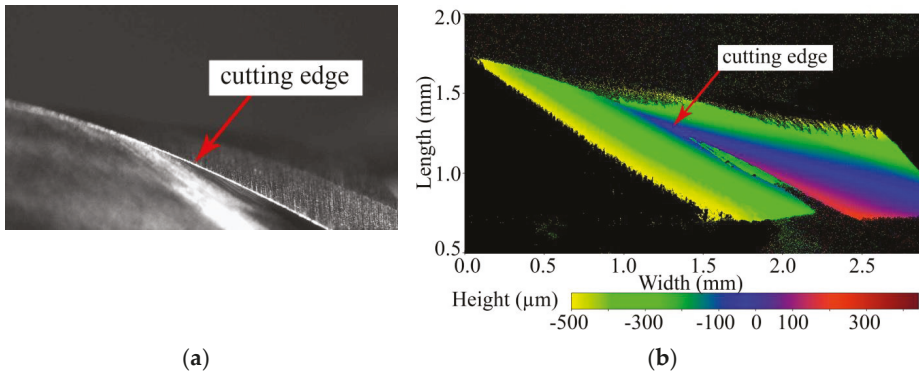 cutting edge
cutting edge
2.0
1.5
1.0
0.5
Length (mm)
0.0
0.5
1.0
1.5
2.0
2.5
Width (mm)
Height (µm)
-500
-300
-100
0
100
300
(a)
(b)